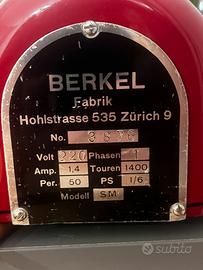 BERKEL
Fabrik
Hohlstrasse 535 Zürich 9
No. 3876
Volt 220 Phasen 1
Amp. 1,4 Touren 1400
Per. 50 PS 1/6
Modell SM
subito